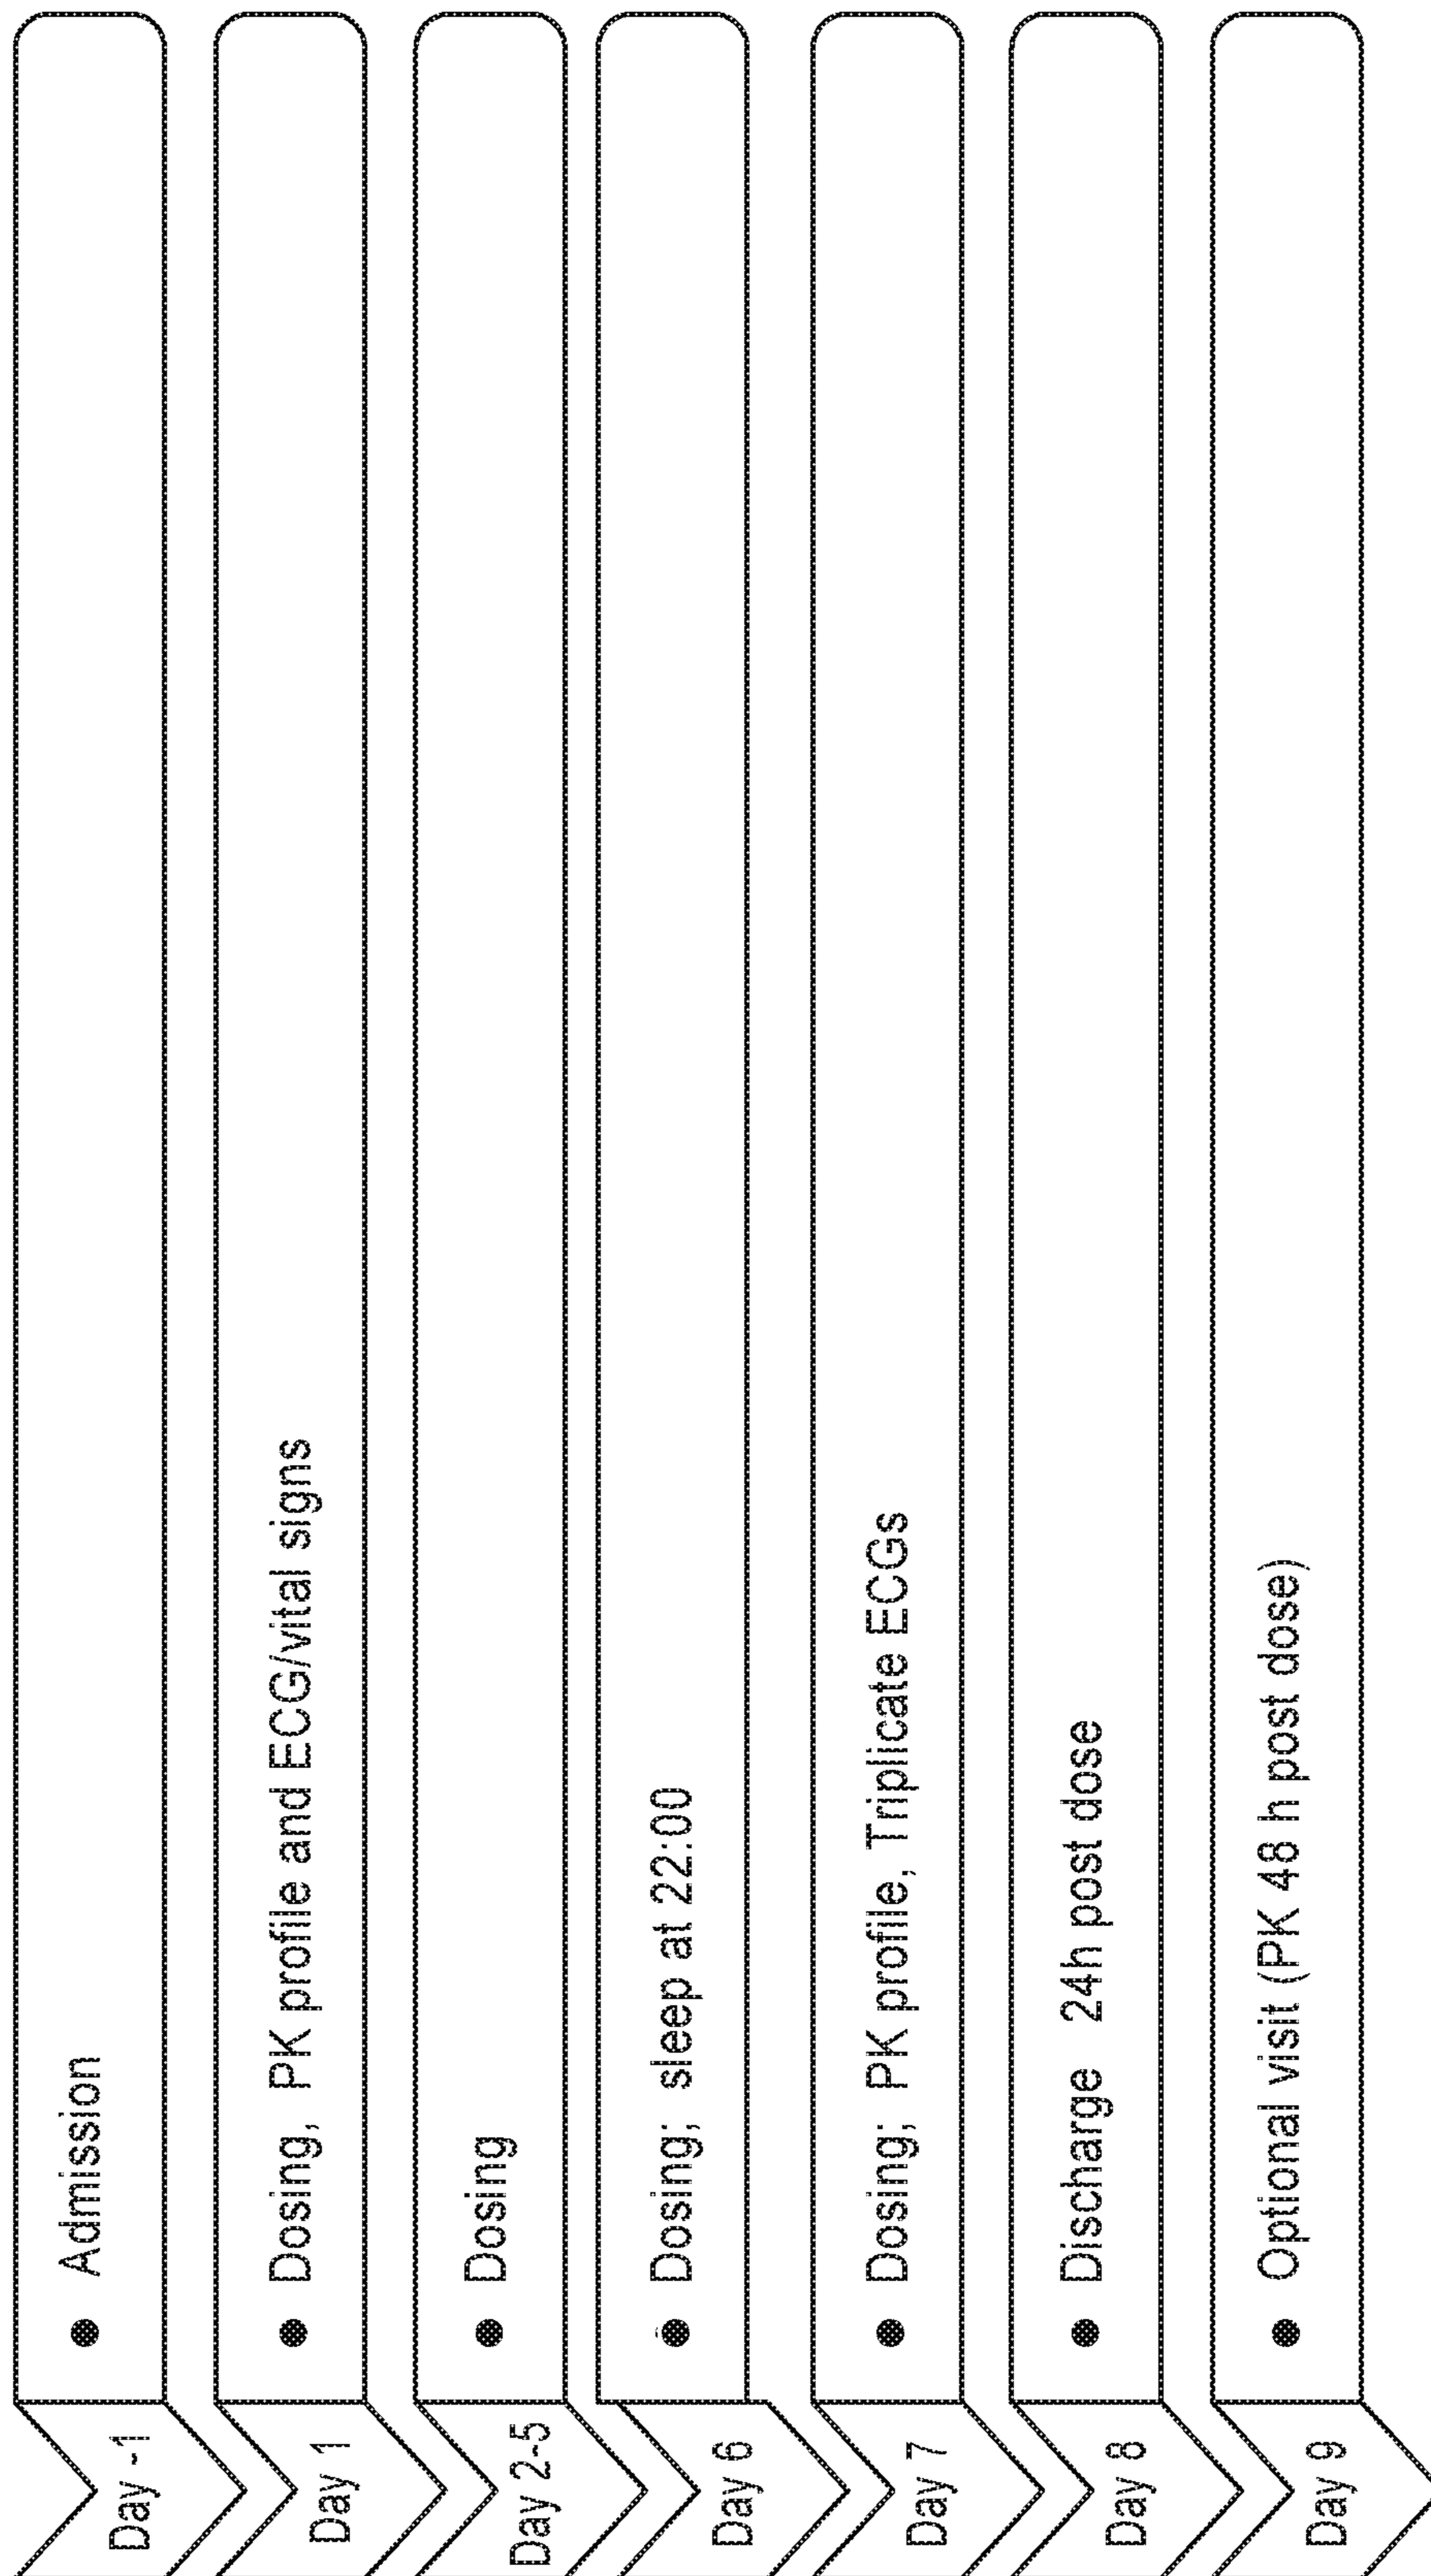 Day -1
● Admission
Day 1
● Dosing, PK profile and ECG/vital signs
Day 2-5
● Dosing
Day 6
● Dosing; sleep at 22:00
Day 7
● Dosing; PK profile, Triplicate ECGs
Day 8
● Discharge 24h post dose
Day 9
● Optional visit (PK 48 h post dose)